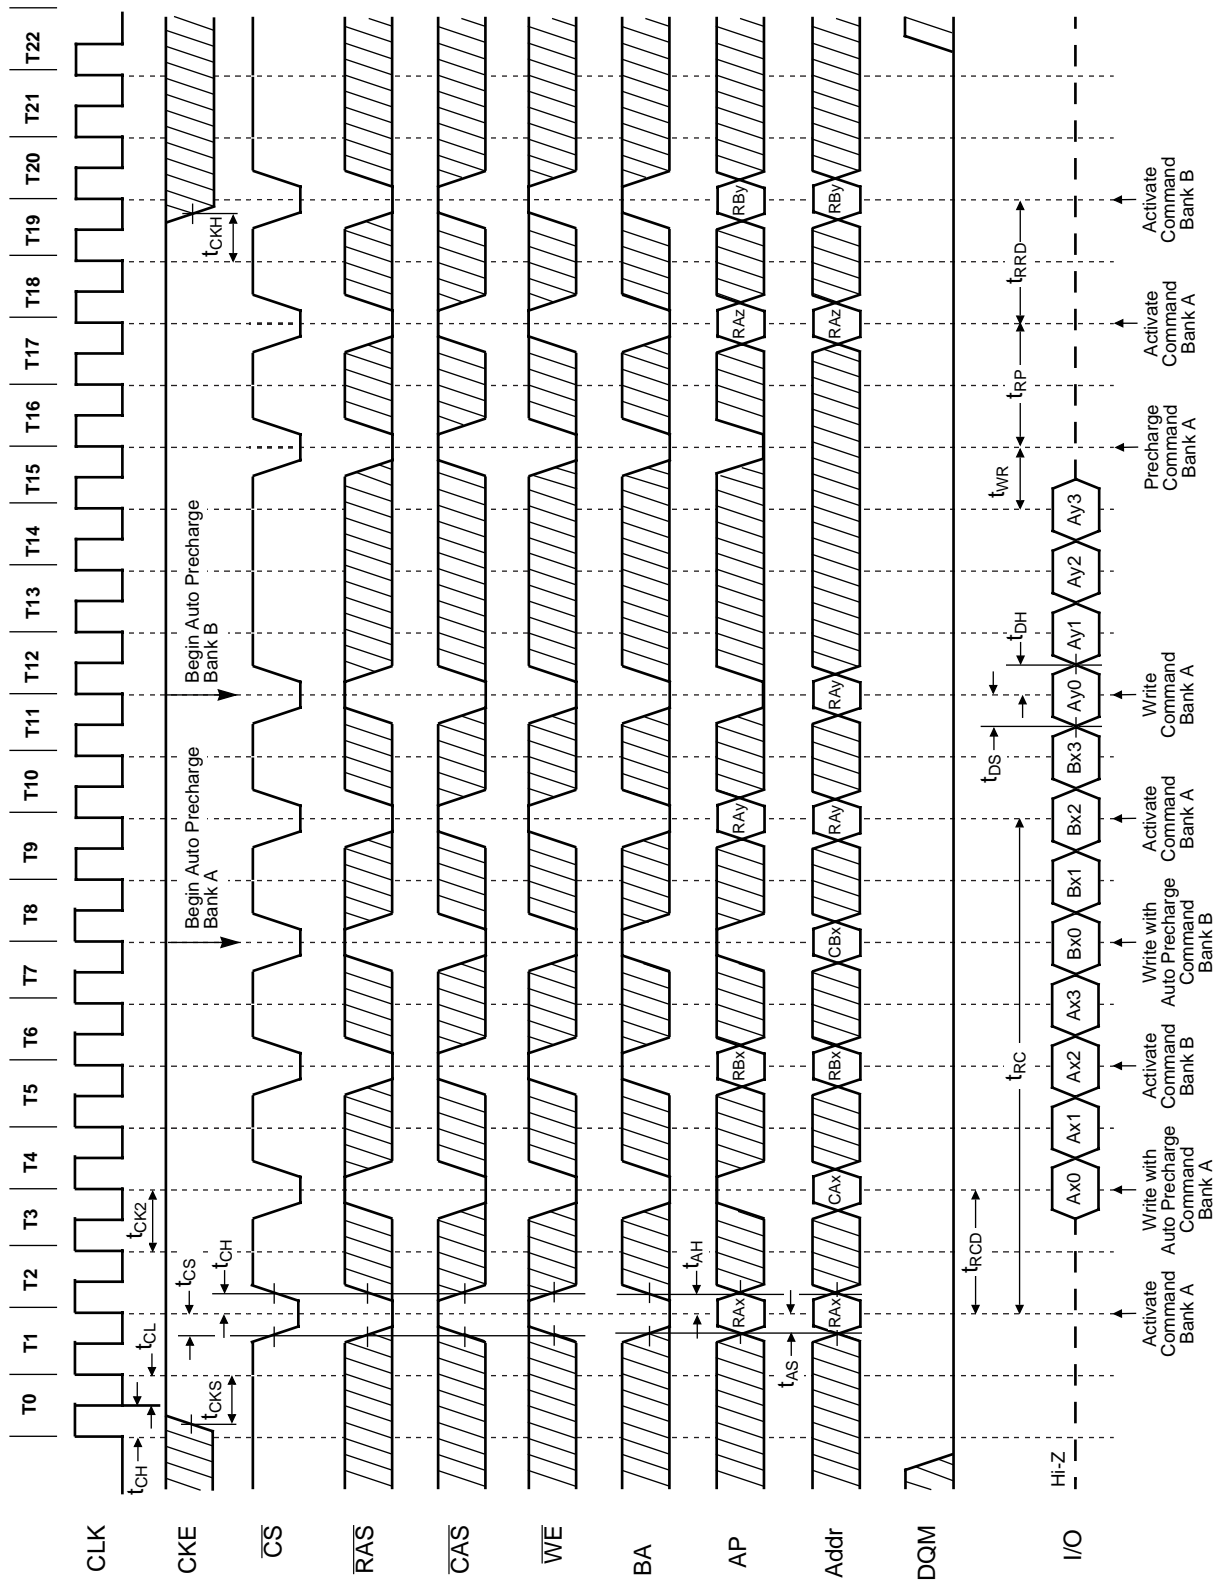 T0 T1 T2 T3 T4 T5 T6 T7 T8 T9 T10 T11 T12 T13 T14 T15 T16 T17 T18 T19 T20 T21 T22
CLK
tCH
tCL
tCK2
CKE
tCKS
Begin Auto Precharge
Bank A
Begin Auto Precharge
Bank B
tCKH
CS
tCS
tCH
RAS
CAS
WE
BA
tAH
AP
RAx
RBx
RAy
RAz
RBy
tAS
Addr
RAx
CAx
RBx
CBx
RAy
RAy
RAz
RBy
DQM
tRCD
tRC
tDS
tDH
tWR
tRP
tRRD
I/O
Hi-Z
Ax0
Ax1
Ax2
Ax3
Bx0
Bx1
Bx2
Bx3
Ay0
Ay1
Ay2
Ay3
Activate
Command
Bank A
Write with
Auto Precharge
Command
Bank A
Activate
Command
Bank B
Write with
Auto Precharge
Command
Bank B
Activate
Command
Bank A
Write
Command
Bank A
Precharge
Command
Bank A
Activate
Command
Bank A
Activate
Command
Bank B